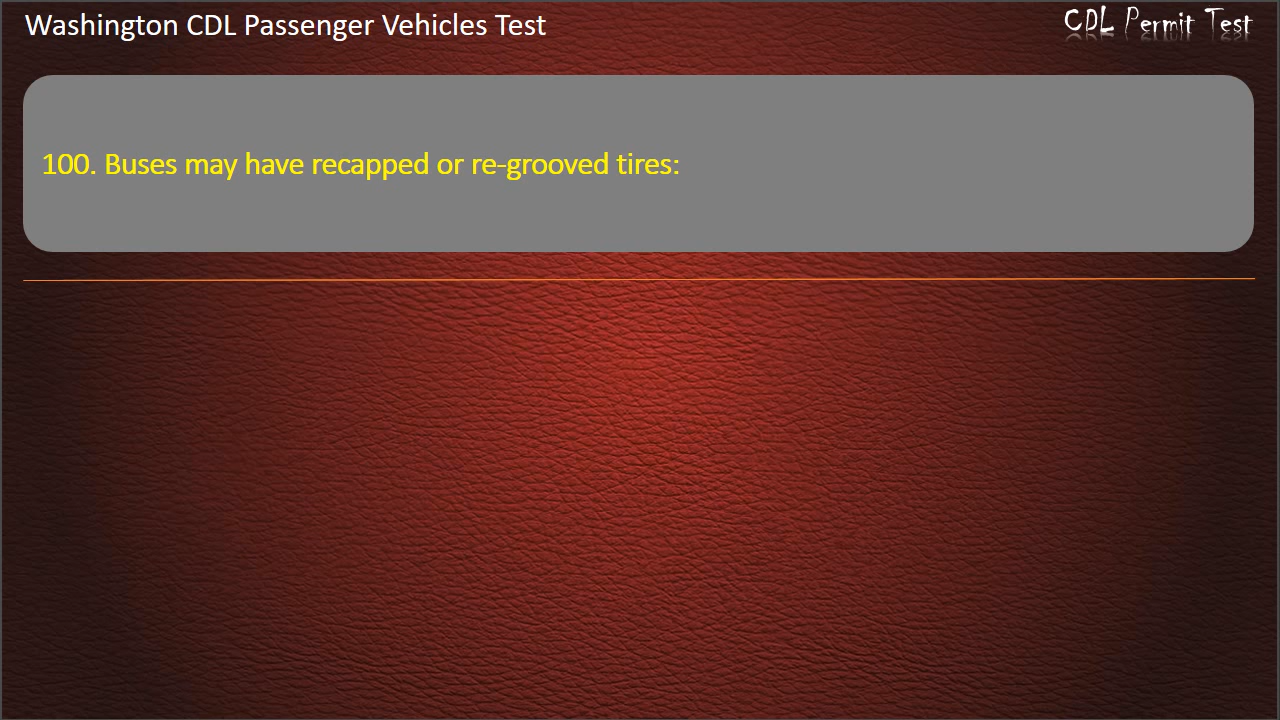 Washington CDL Passenger Vehicles Test
CDL Permit Test
100. Buses may have recapped or re-grooved tires: